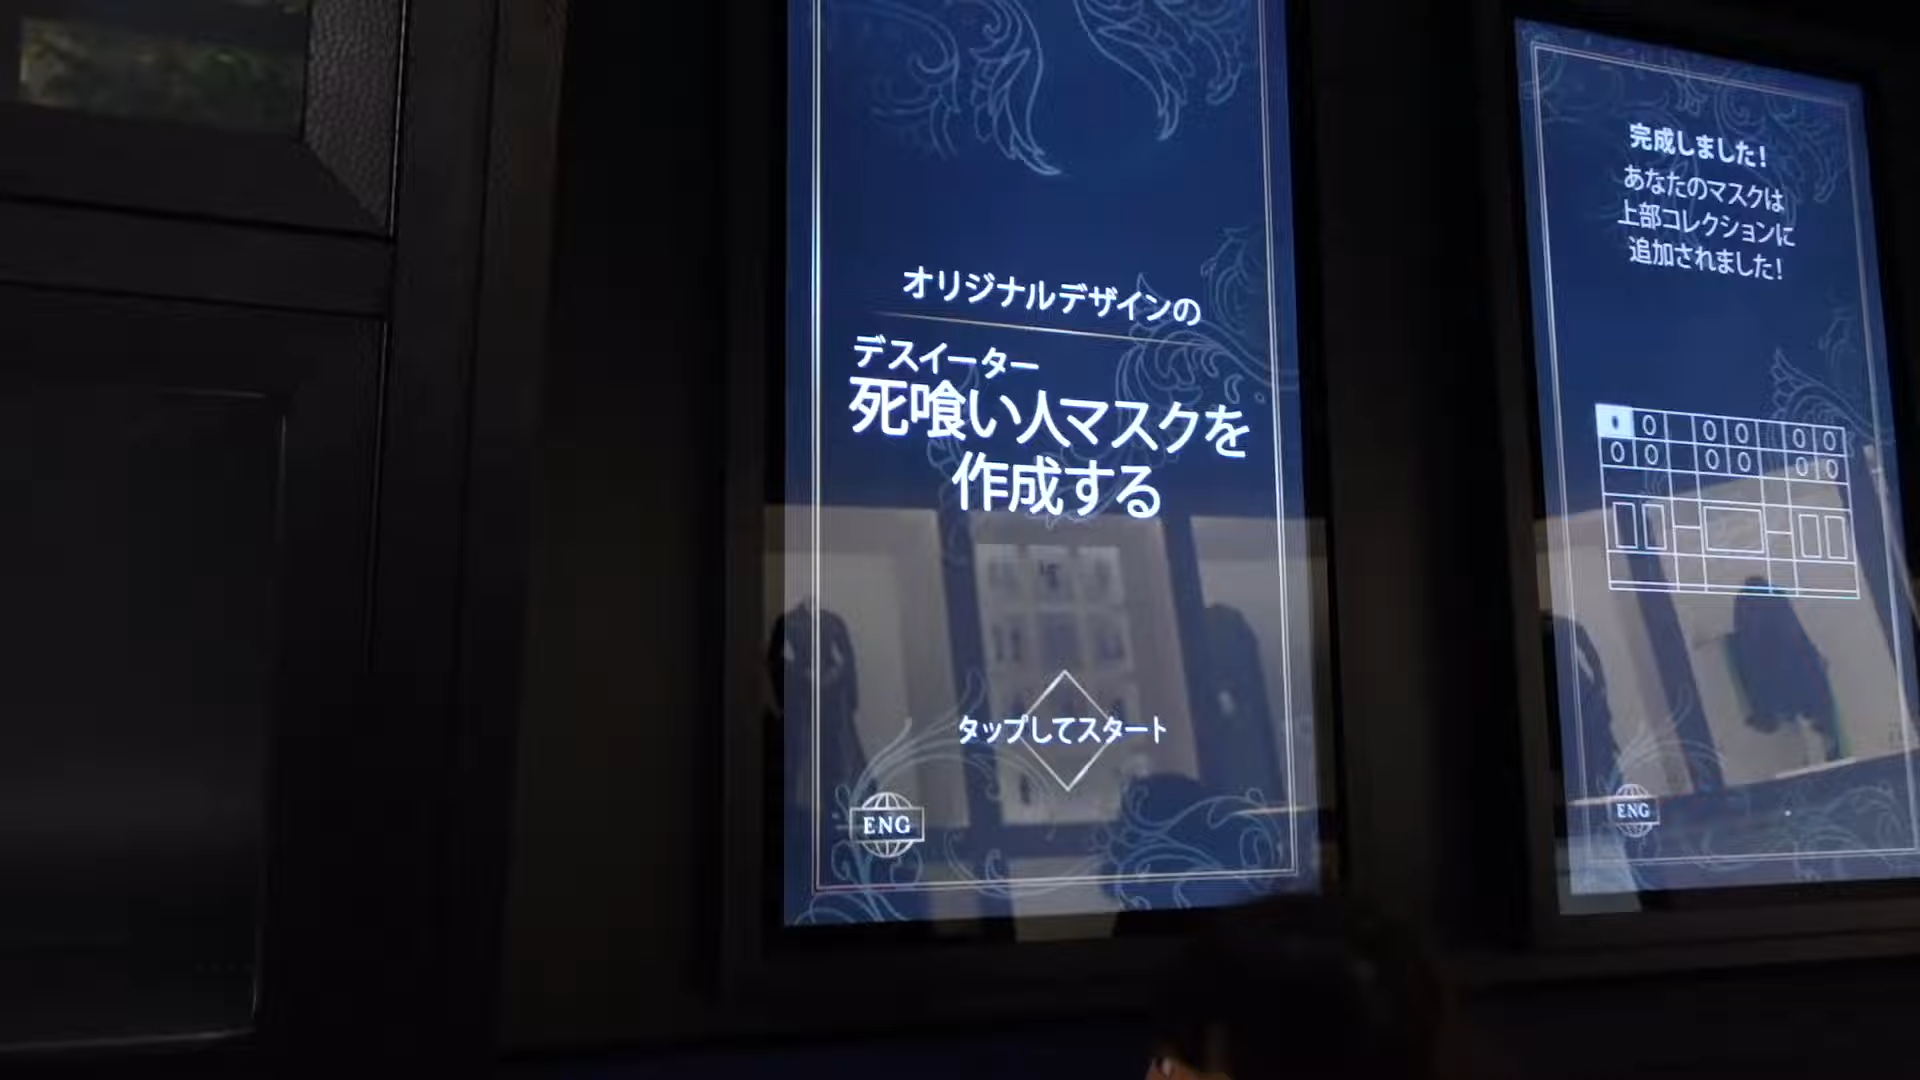 オリジナルデザインの
デスイーター
死喰い人マスクを
作成する
タップしてスタート
ENG
完成しました!
あなたのマスクは
上部コレクションに
追加されました!
ENG